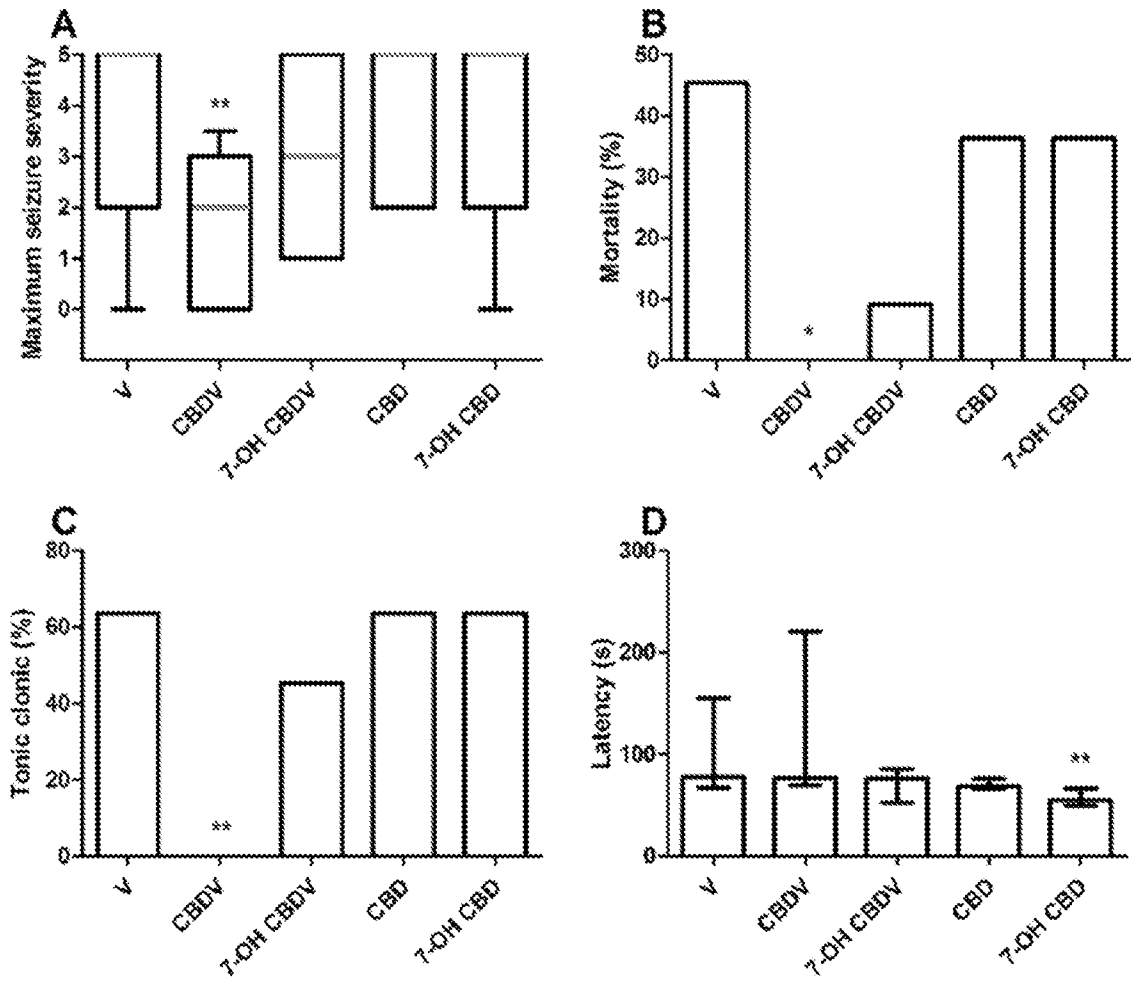 A
Maximum seizure severity
5
4
3
2
1
0
**
V
CBDV
7-OH CBDV
CBD
7-OH CBD
B
Mortality (%)
50
40
30
20
10
0
*
V
CBDV
7-OH CBDV
CBD
7-OH CBD
C
Tonic clonic (%)
80
60
40
20
0
**
V
CBDV
7-OH CBDV
CBD
7-OH CBD
D
Latency (s)
300
200
100
0
**
V
CBDV
7-OH CBDV
CBD
7-OH CBD